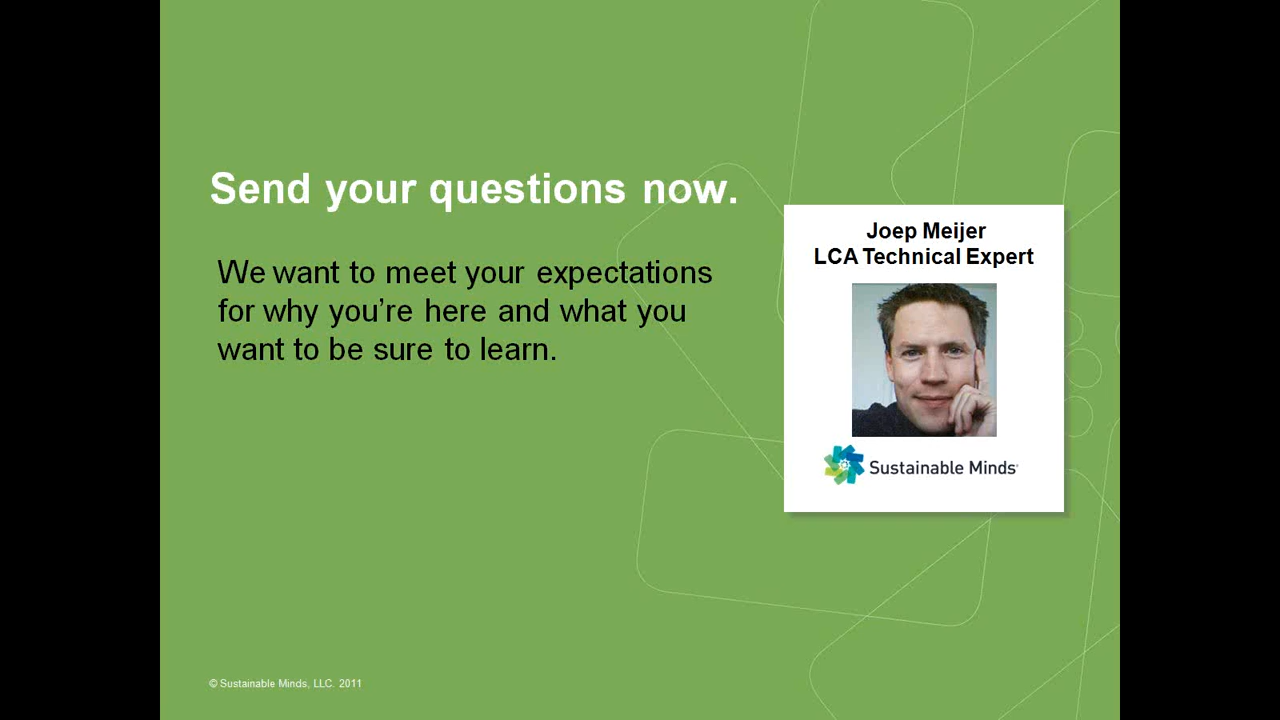 Send your questions now.
We want to meet your expectations
for why you’re here and what you
want to be sure to learn.
Joep Meijer
LCA Technical Expert
Sustainable Minds
© Sustainable Minds, LLC. 2011